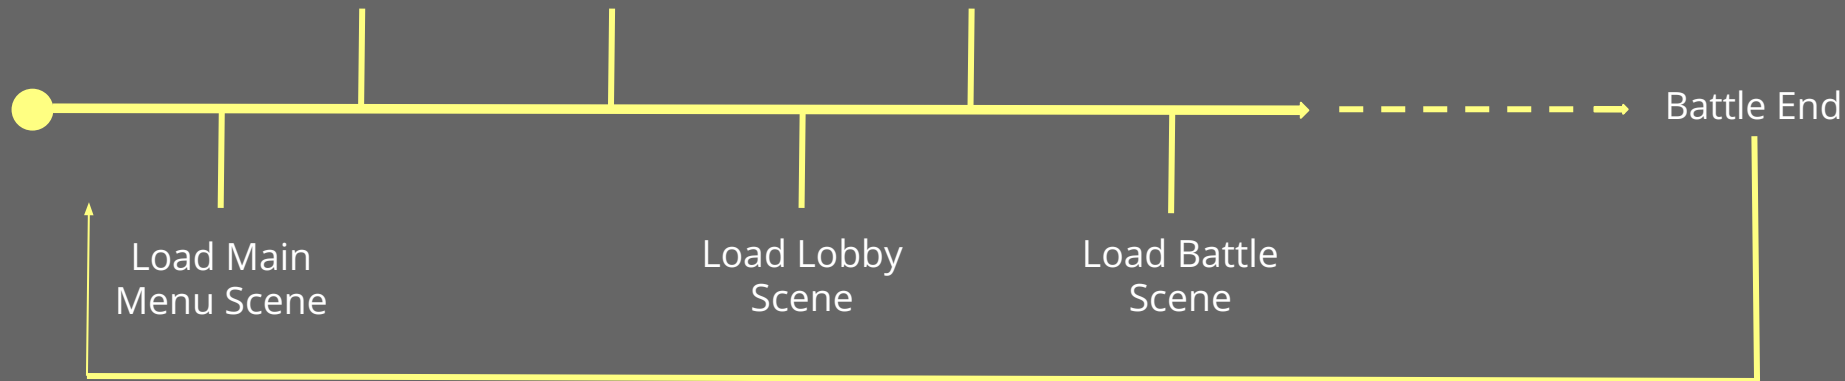 Battle End
Load Main
Menu Scene
Load Lobby
Scene
Load Battle
Scene